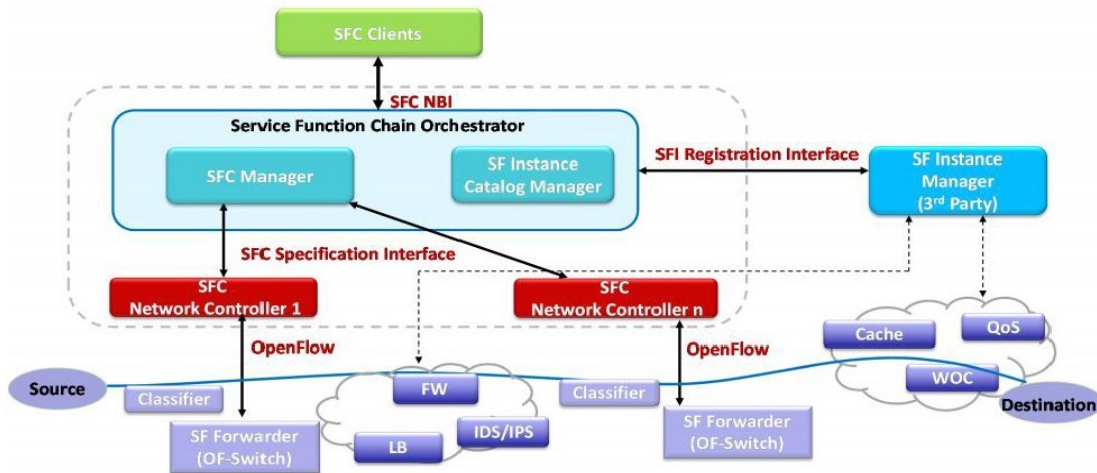 SFC Clients
SFC NBI
Service Function Chain Orchestrator
SFC Manager
SF Instance
Catalog Manager
SFI Registration Interface
SF Instance
Manager
(3rd Party)
SFC Specification Interface
SFC
Network Controller 1
SFC
Network Controller n
OpenFlow
OpenFlow
Cache
QoS
Source
Classifier
FW
Classifier
WOC
Destination
SF Forwarder
(OF-Switch)
LB
IDS/IPS
SF Forwarder
(OF-Switch)